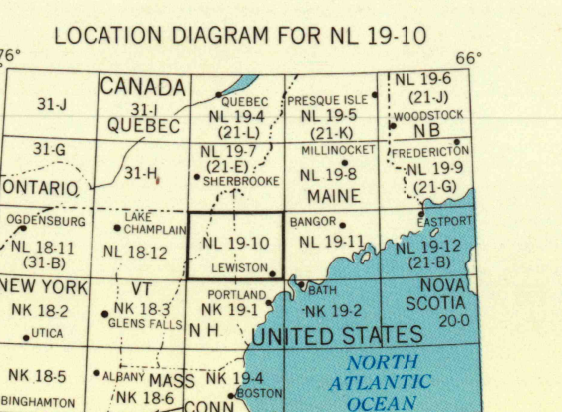 LOCATION DIAGRAM FOR NL 19-10
76°
66°
CANADA
31-J
31-I
QUEBEC
QUEBEC
NL 19-4
(21-L)
PRESQUE ISLE
NL 19-5
(21-K)
NL 19-6
(21-J)
WOODSTOCK
NB
31-G
31-H
NL 19-7
(21-E)
SHERBROOKE
MILLINOCKET
NL 19-8
MAINE
FREDERICTON
NL 19-9
(21-G)
ONTARIO
OGDENSBURG
NL 18-11
(31-B)
LAKE
CHAMPLAIN
NL 18-12
NL 19-10
LEWISTON
BANGOR
NL 19-11
EASTPORT
NL 19-12
(21-B)
NEW YORK
NK 18-2
UTICA
VT
NK 18-3
GLENS FALLS
PORTLAND
NK 19-1
N H
BATH
NK 19-2
NOVA
SCOTIA
20-0
UNITED STATES
NK 18-5
BINGHAMTON
ALBANY
MASS
NK 18-6
NK 19-4
BOSTON
CONN
NORTH
ATLANTIC
OCEAN